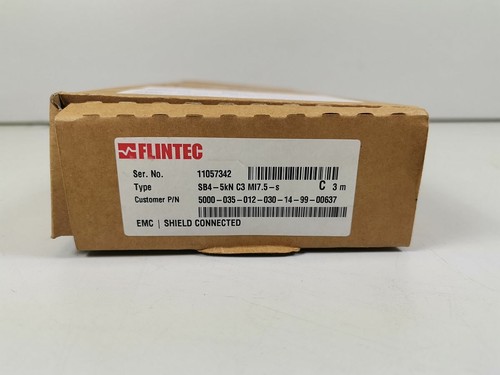 FLINTEC
Ser. No. 11057342
Type SB4-5kN C3 MI7.5-s C 3 m
Customer P/N 5000-035-012-030-14-99-00637
EMC | SHIELD CONNECTED